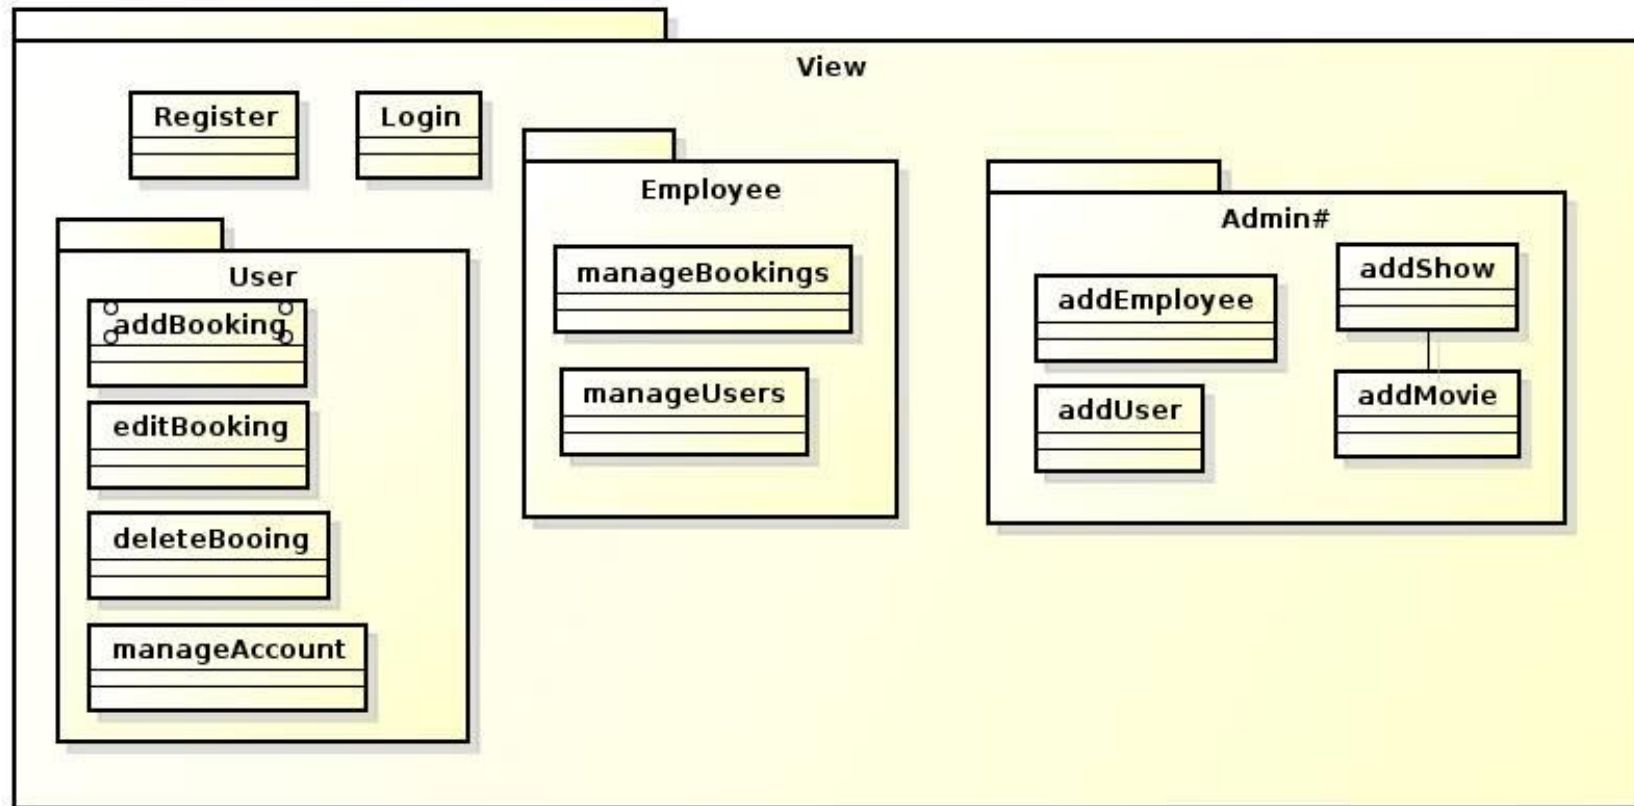 View
Register
Login
User
addBooking
editBooking
deleteBooing
manageAccount
Employee
manageBookings
manageUsers
Admin#
addEmployee
addUser
addShow
addMovie